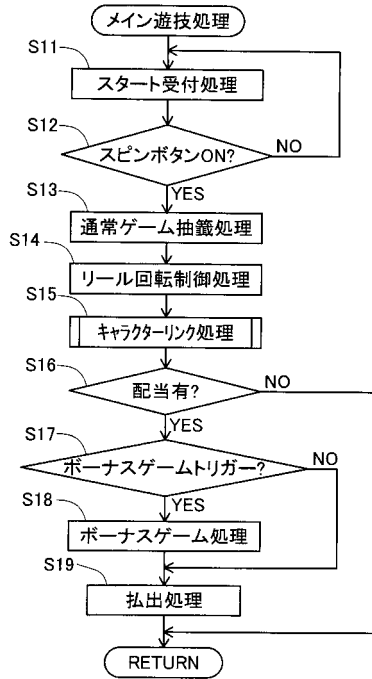 メイン遊技処理
S11
スタート受付処理
S12
スピンボタンON?
NO
YES
S13
通常ゲーム抽籤処理
S14
リール回転制御処理
S15
キャラクターリンク処理
S16
配当有?
NO
YES
S17
ボーナスゲームトリガー?
NO
YES
S18
ボーナスゲーム処理
S19
払出処理
RETURN